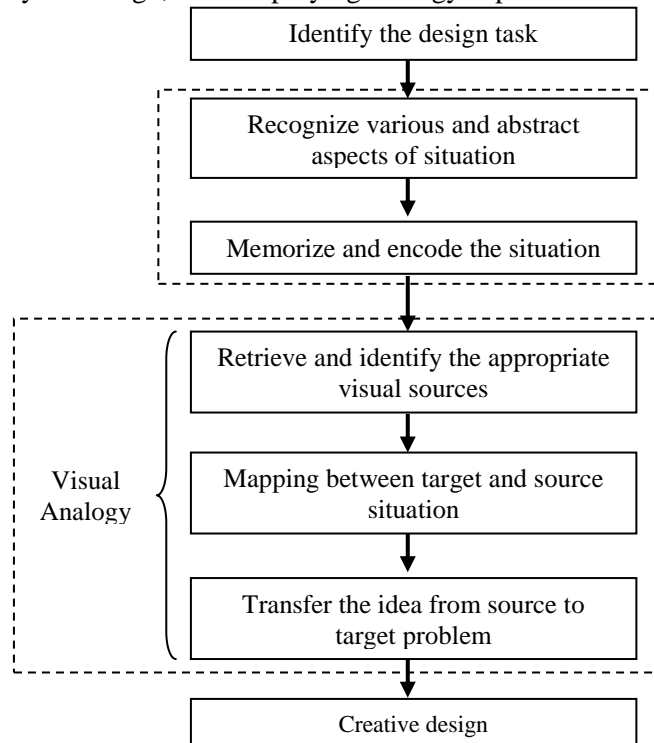 Identify the design task
Recognize various and abstract
aspects of situation
Memorize and encode the situation
Retrieve and identify the appropriate
visual sources
Visual
Analogy
Mapping between target and source
situation
Transfer the idea from source to
target problem
Creative design